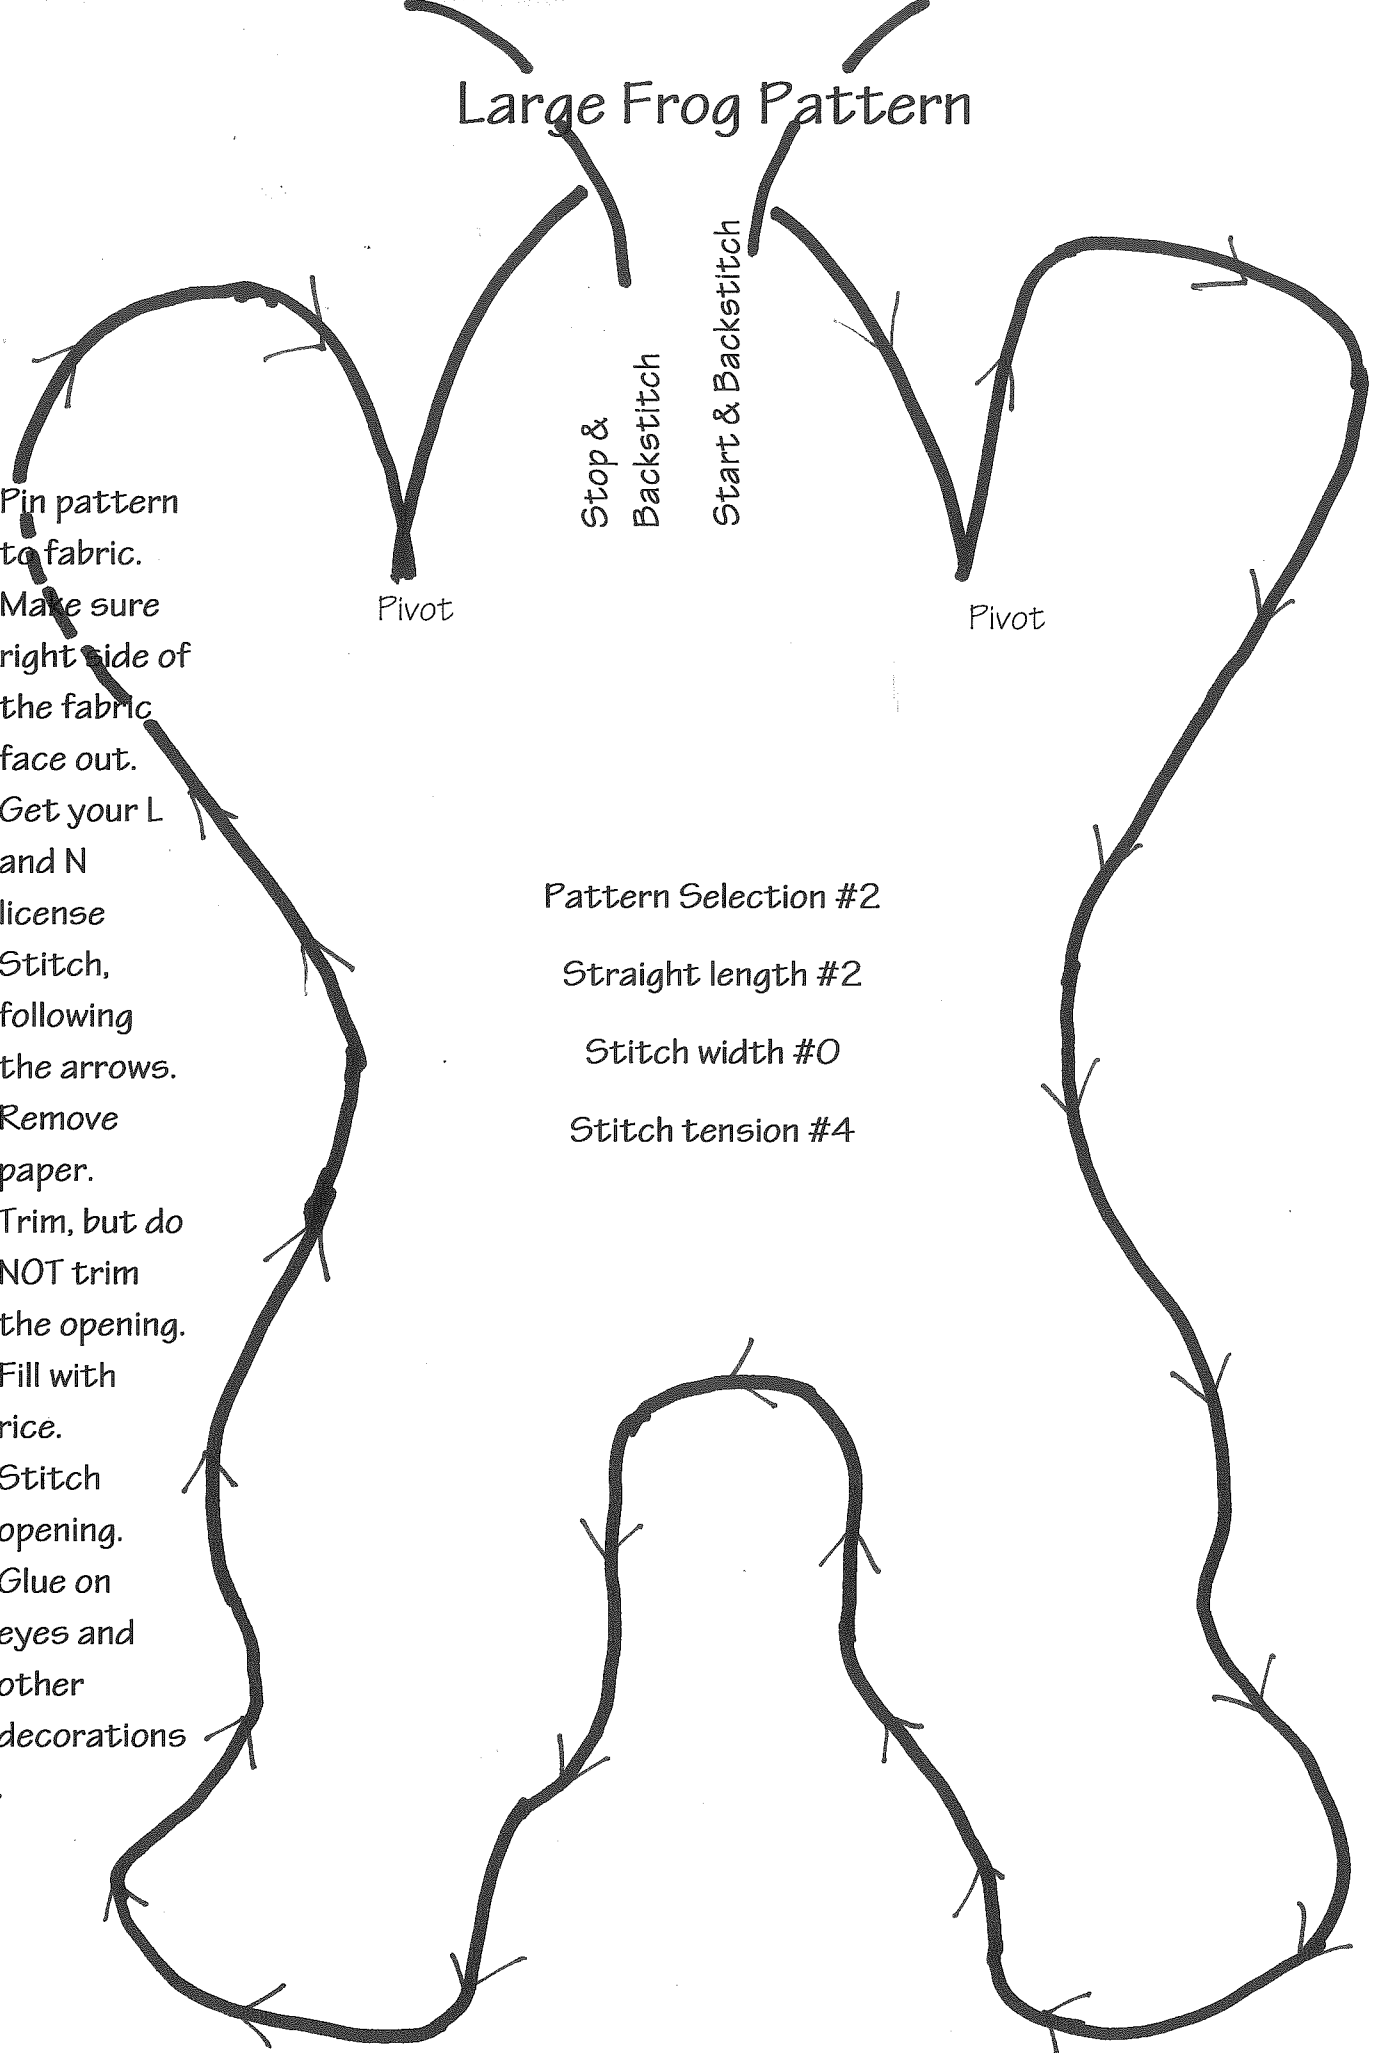 Large Frog Pattern
Stop &
Backstitch
Start & Backstitch
Pivot
Pivot
Pin pattern
to fabric.
Make sure
right side of
the fabric
face out.
Get your L
and N
license
Stitch,
following
the arrows.
Remove
paper.
Trim, but do
NOT trim
the opening.
Fill with
rice.
Stitch
opening.
Glue on
eyes and
other
decorations
.
Pattern Selection #2
Straight length #2
Stitch width #0
Stitch tension #4